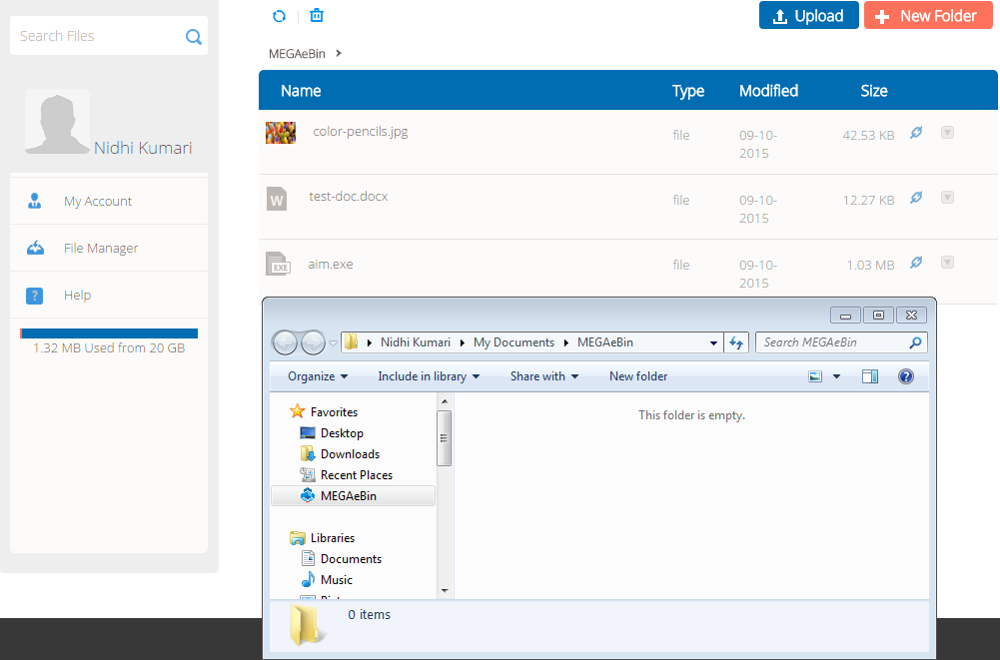 Search Files
Upload
New Folder
MEGAeBin
Name Type Modified Size
Nidhi Kumari
color-pencils.jpg file 09-10-2015 42.53 KB
W
test-doc.docx file 09-10-2015 12.27 KB
EXE
aim.exe file 09-10-2015 1.03 MB
My Account
File Manager
? Help
1.32 MB Used from 20 GB
Nidhi Kumari My Documents MEGAeBin
Search MEGAeBin
Organize Include in library Share with New folder
?
Favorites
Desktop
Downloads
Recent Places
MEGAeBin
Libraries
Documents
Music
This folder is empty.
0 items